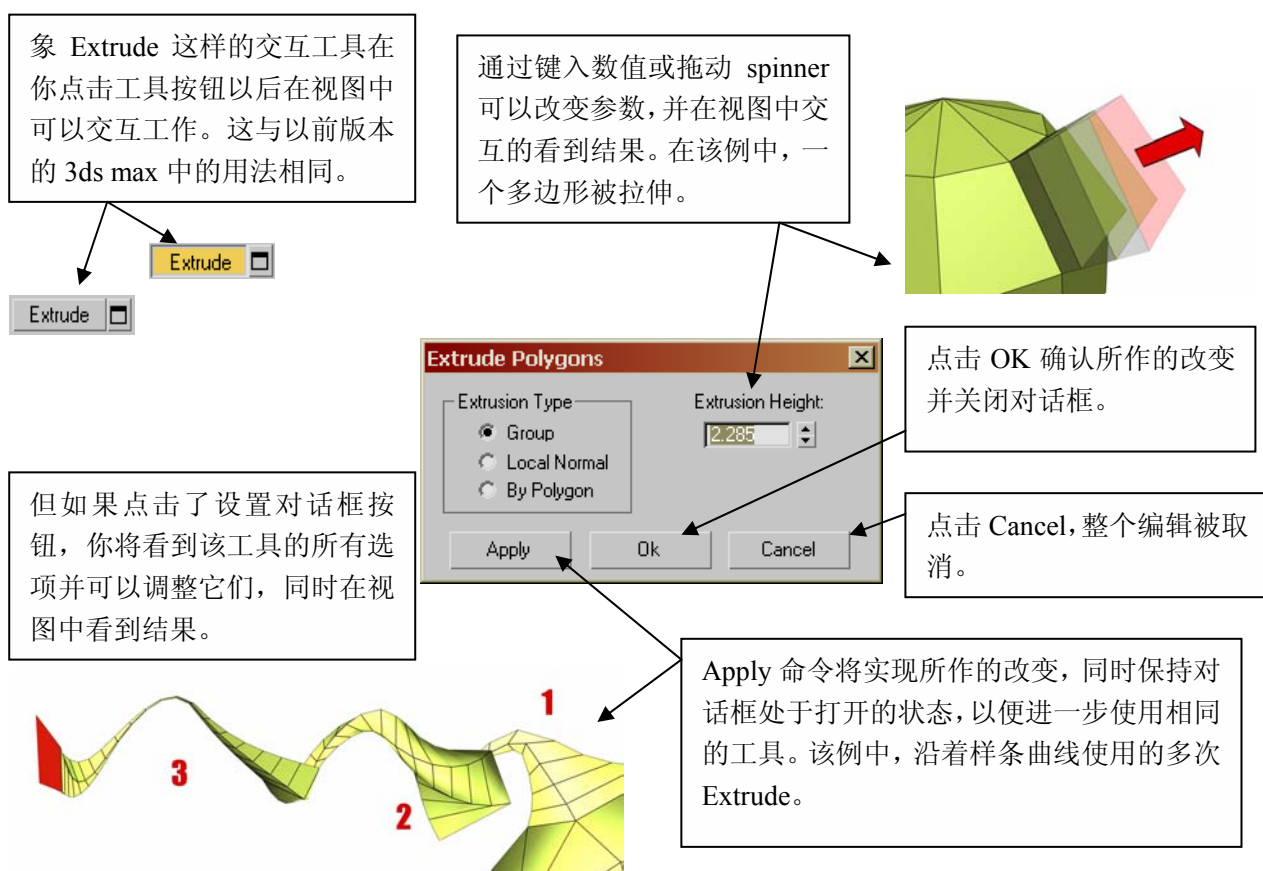 象 Extrude 这样的交互工具在
你点击工具按钮以后在视图中
可以交互工作。这与以前版本
的 3ds max 中的用法相同。
通过键入数值或拖动 spinner
可以改变参数，并在视图中交
互的看到结果。在该例中，一
个多边形被拉伸。
Extrude
Extrude
Extrude Polygons
Extrusion Type
Group
Local Normal
By Polygon
Extrusion Height:
2.285
Apply
Ok
Cancel
点击 OK 确认所作的改变
并关闭对话框。
但如果点击了设置对话框按
钮，你将看到该工具的所有选
项并可以调整它们，同时在视
图中看到结果。
点击 Cancel，整个编辑被取
消。
Apply 命令将实现所作的改变，同时保持对
话框处于打开的状态，以便进一步使用相同
的工具。该例中，沿着样条曲线使用的多次
Extrude。
1
2
3